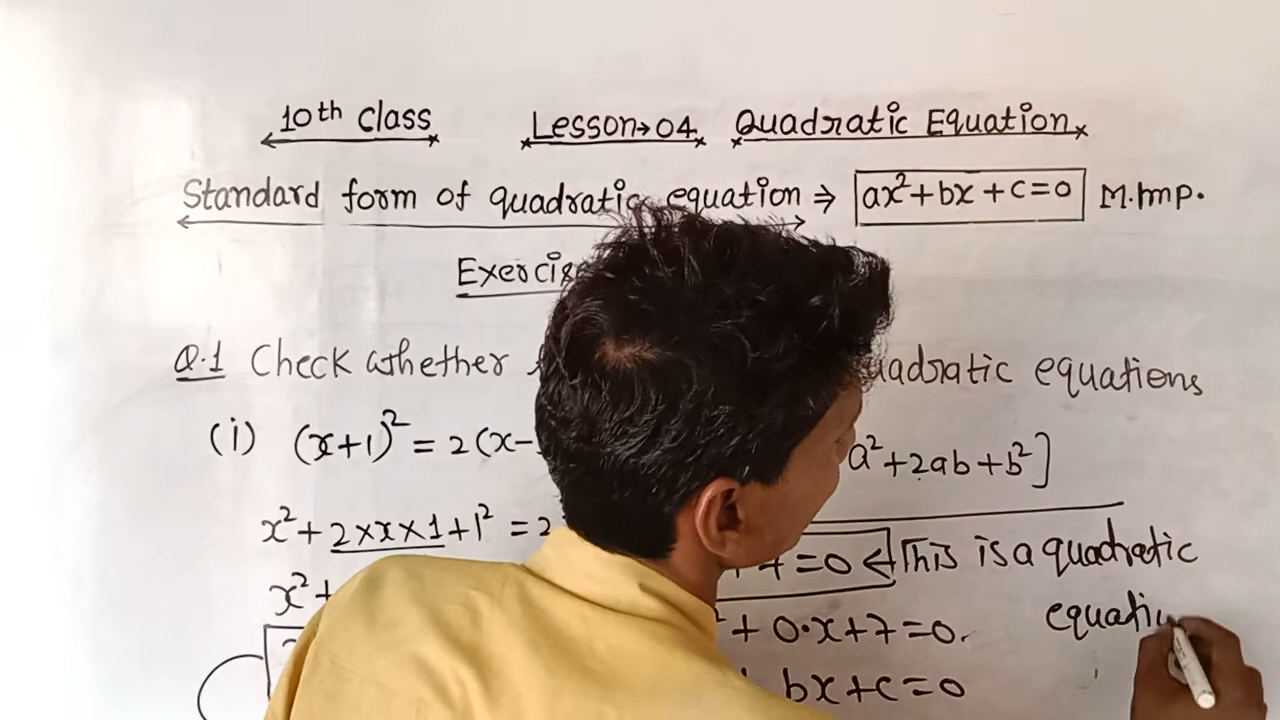 10th class Lesson→04 Quadratic Equation
Standard form of quadratic equation ⇒ ax²+bx+c=0 M.Imp.
Exercise
Q.1 Check whether quadratic equations
(i) (x+1)² = 2(x-
a²+2ab+b²]
x²+2×x×1+1² = 2
+7=0 ← This is a quadratic
equation
x²+
+ 0·x+7=0.
bx+c=0